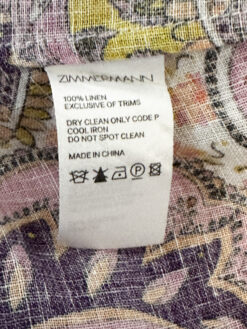 ZIMMERMANN
100% LINEN
EXCLUSIVE OF TRIMS
DRY CLEAN ONLY CODE P
COOL IRON
DO NOT SPOT CLEAN
MADE IN CHINA
P